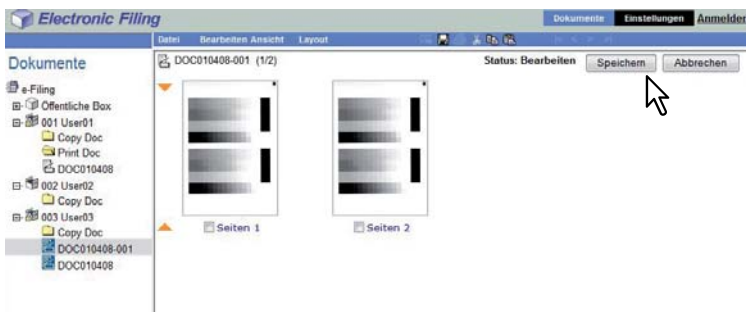 Electronic Filing
Dokumente Einstellungen Anmelden
Datei Bearbeiten Ansicht Layout
Dokumente
DOC010408-001 (1/2) Status: Bearbeiten Speichern Abbrechen
e-Filing
Öffentliche Box
001 User01
Copy Doc
Print Doc
DOC010408
002 User02
Copy Doc
003 User03
Copy Doc
DOC010408-001
DOC010408
Seiten 1 Seiten 2